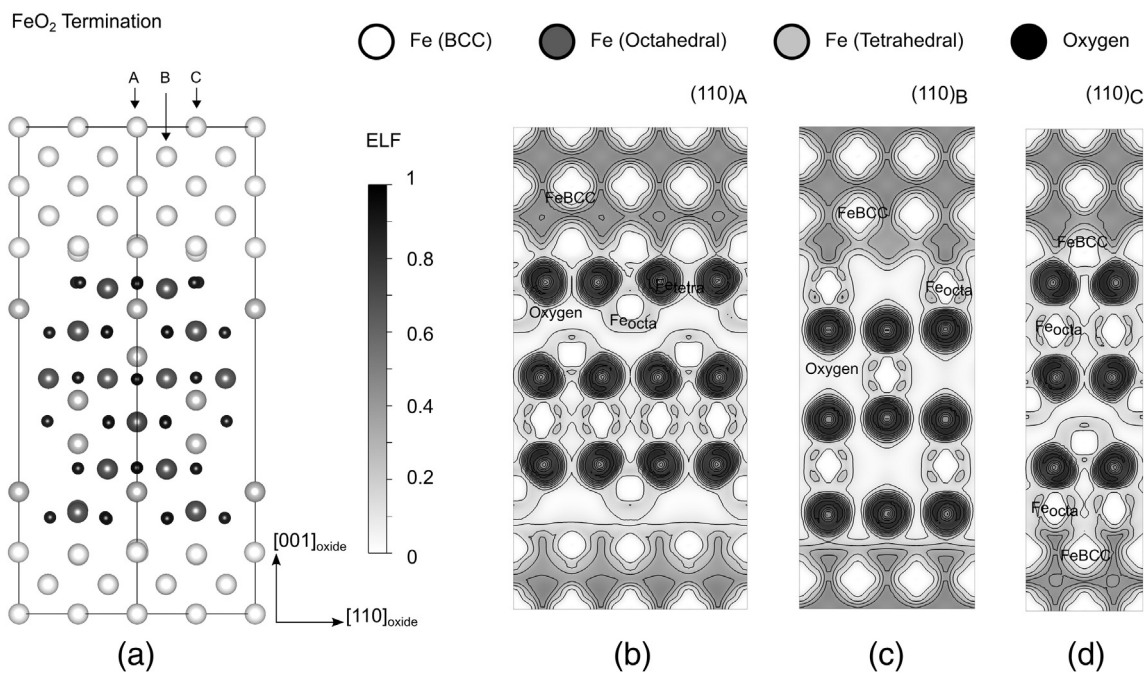 FeO₂ Termination
Fe (BCC)
Fe (Octahedral)
Fe (Tetrahedral)
Oxygen
A
B
C
(110)A
(110)B
(110)C
ELF
1
0.8
0.6
0.4
0.2
0
[001]oxide
[110]oxide
FeBCC
Fetetra
Oxygen
Feocta
FeBCC
Feocta
Oxygen
FeBCC
Feocta
Feocta
FeBCC
(a)
(b)
(c)
(d)